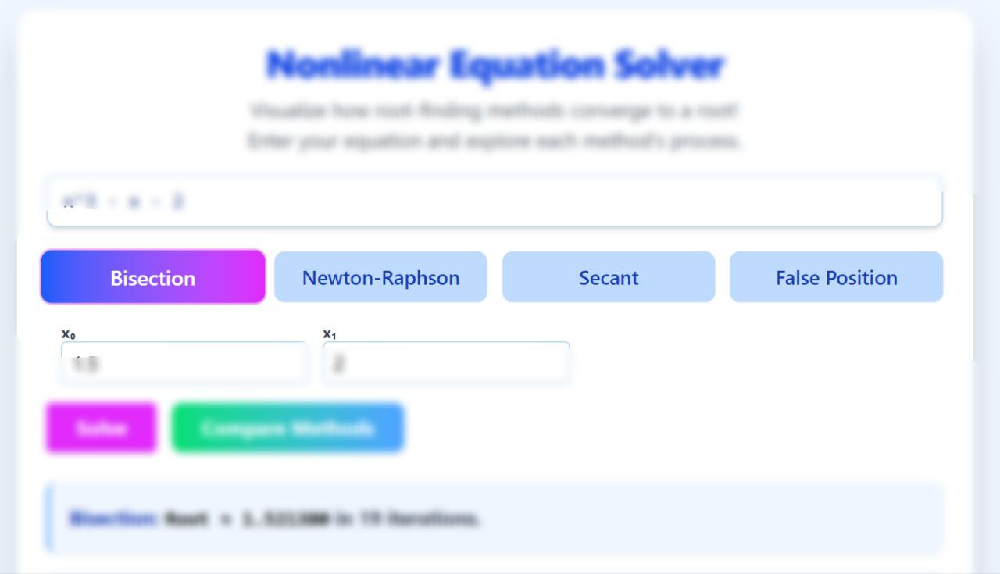 Nonlinear Equation Solver
Visualize how root-finding methods converge to a root!
Enter your equation and explore each method's process.
x^3 - x - 2
Bisection Newton-Raphson Secant False Position
x₀ x₁
1.5 2
Solve Compare Methods
Bisection: Root ≈ 1.521380 in 19 iterations.